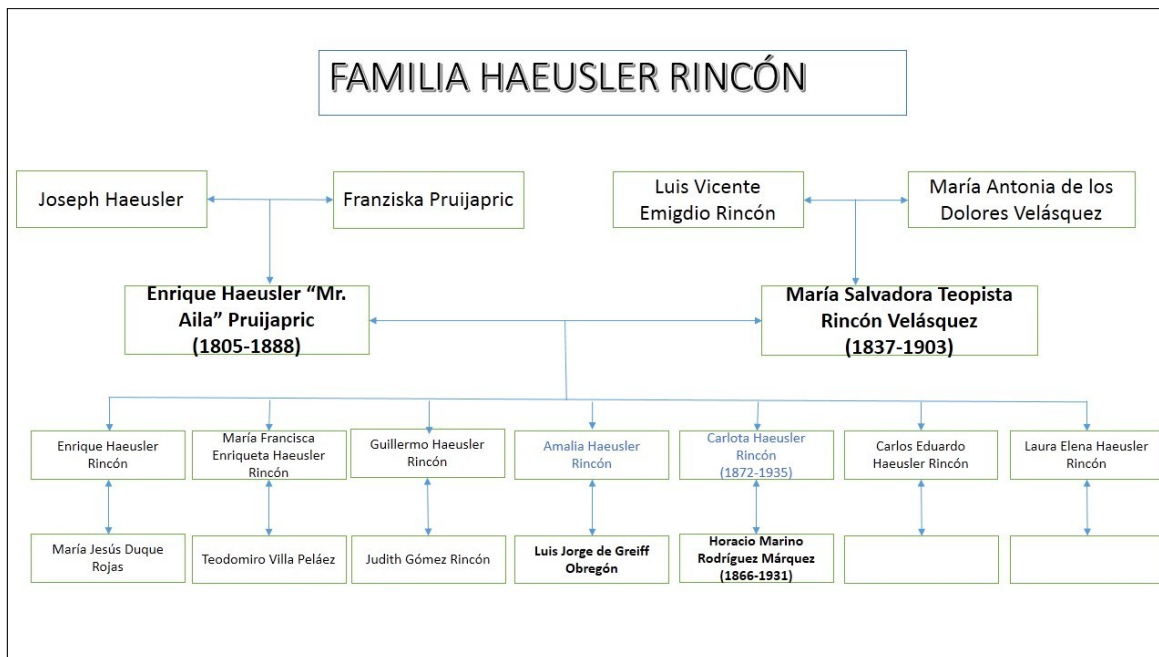 FAMILIA HAEUSLER RINCÓN
Joseph Haeusler
Franziska Pruijapric
Luis Vicente
Emigdio Rincón
María Antonia de los
Dolores Velásquez
Enrique Haeusler “Mr.
Aila” Pruijapric
(1805-1888)
María Salvadora Teopista
Rincón Velásquez
(1837-1903)
Enrique Haeusler
Rincón
María Francisca
Enriqueta Haeusler
Rincón
Guillermo Haeusler
Rincón
Amalia Haeusler
Rincón
Carlota Haeusler
Rincón
(1872-1935)
Carlos Eduardo
Haeusler Rincón
Laura Elena Haeusler
Rincón
María Jesús Duque
Rojas
Teodomiro Villa Peláez
Judith Gómez Rincón
Luis Jorge de Greiff
Obregón
Horacio Marino
Rodríguez Márquez
(1866-1931)